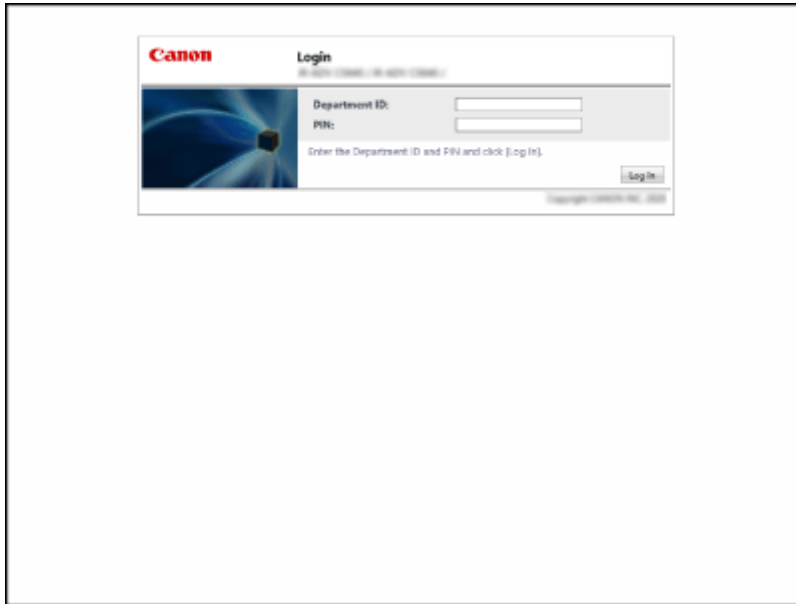 Canon
Login
Department ID:
PIN:
Enter the Department ID and PIN and click [Log In].
Log In